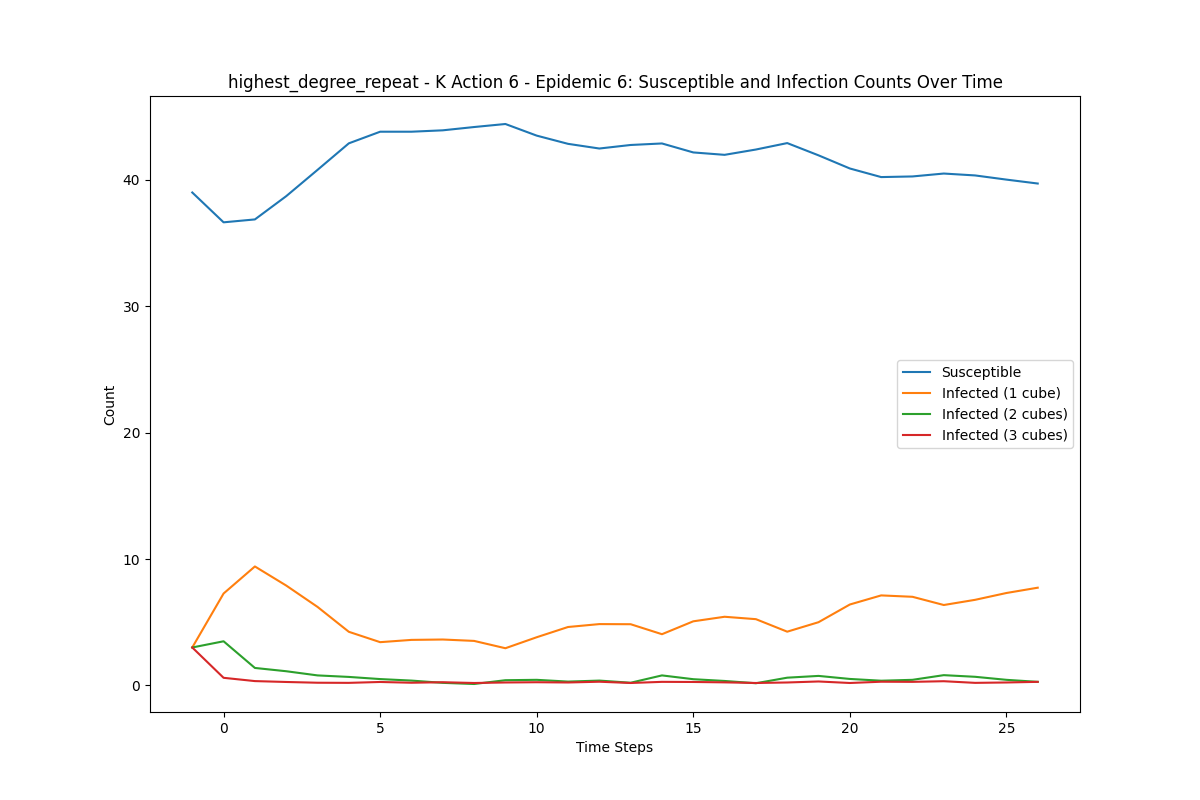 highest_degree_repeat - K Action 6 - Epidemic 6: Susceptible and Infection Counts Over Time
Count
40
30
20
10
0
Susceptible
Infected (1 cube)
Infected (2 cubes)
Infected (3 cubes)
0 5 10 15 20 25
Time Steps